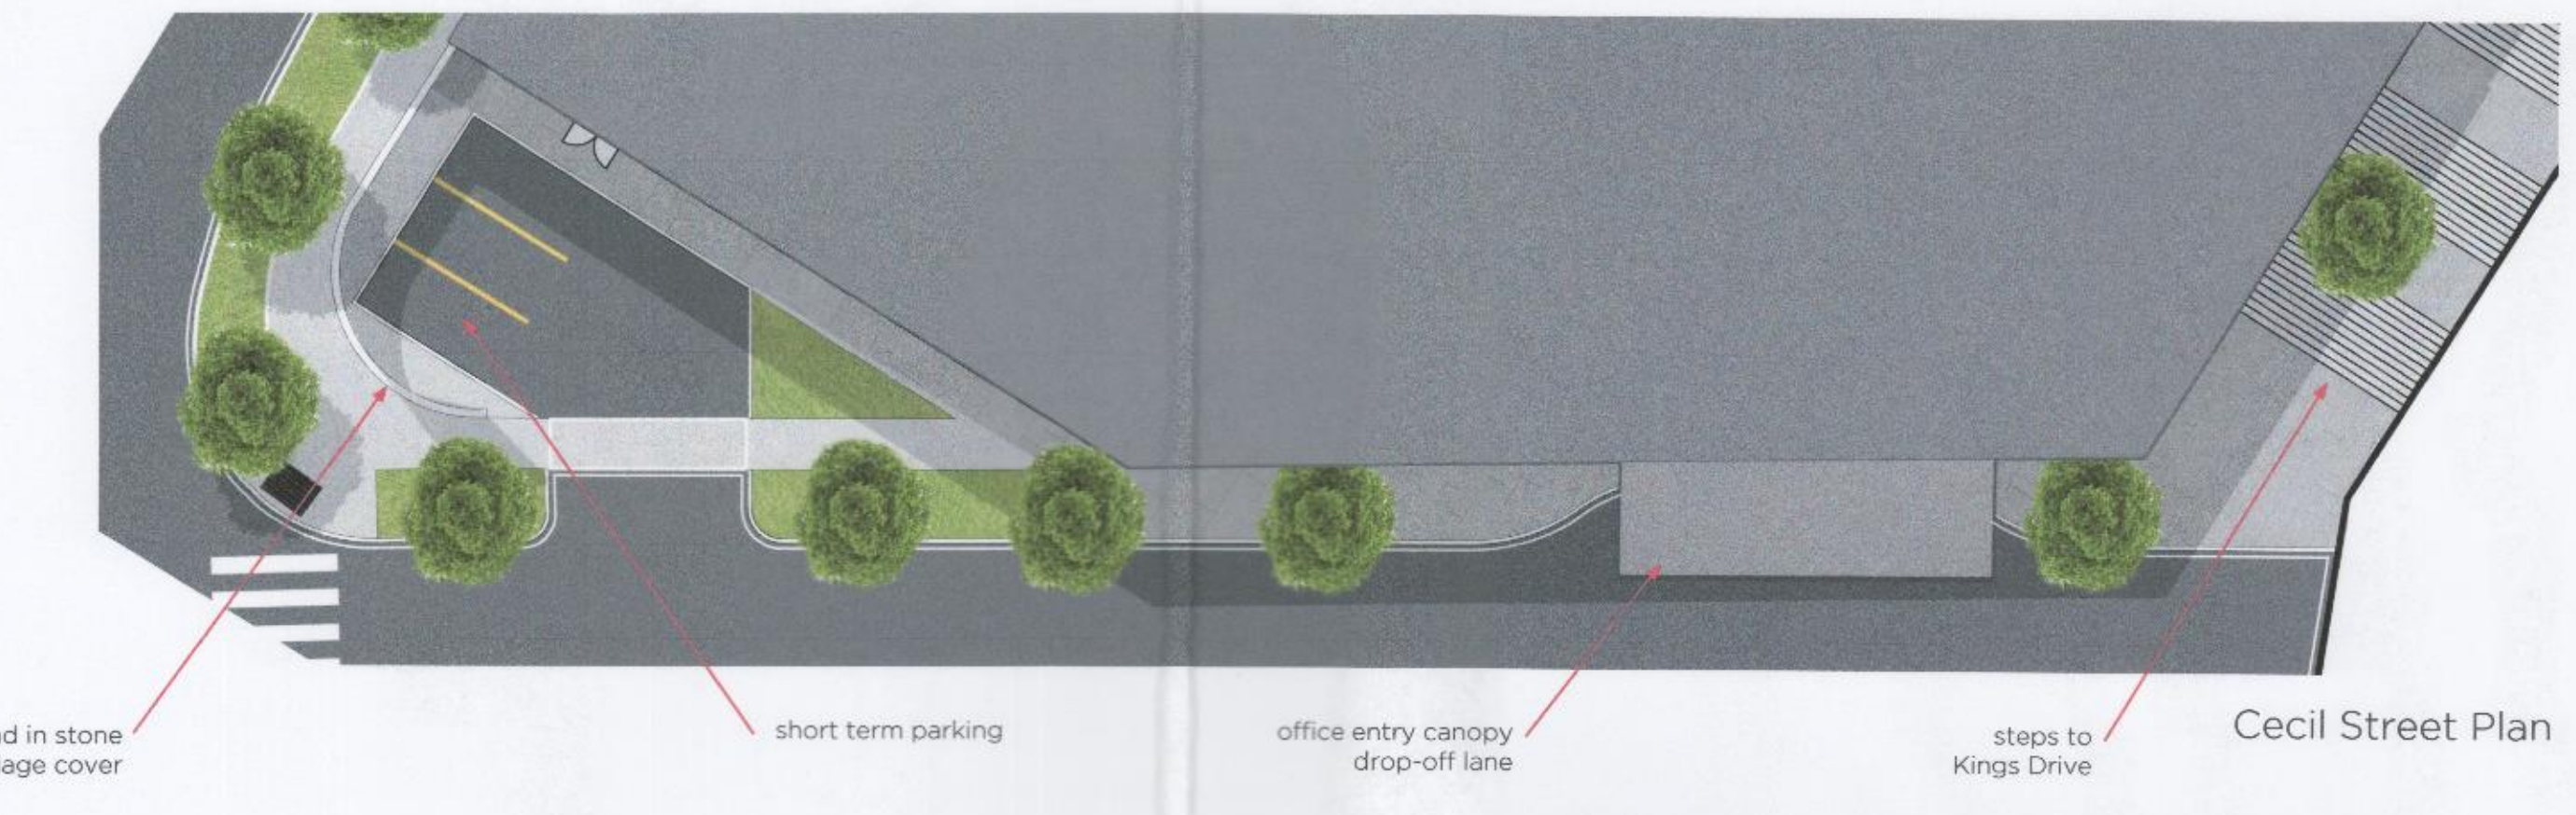 in stone
cover
short term parking
office entry canopy
drop-off lane
steps to
Kings Drive
Cecil Street Plan